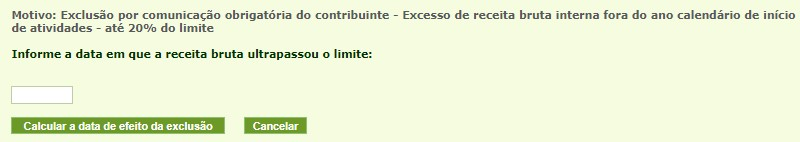 Motivo: Exclusão por comunicação obrigatória do contribuinte - Excesso de receita bruta interna fora do ano calendário de início
de atividades - até 20% do limite
Informe a data em que a receita bruta ultrapassou o limite:
Calcular a data de efeito da exclusão Cancelar